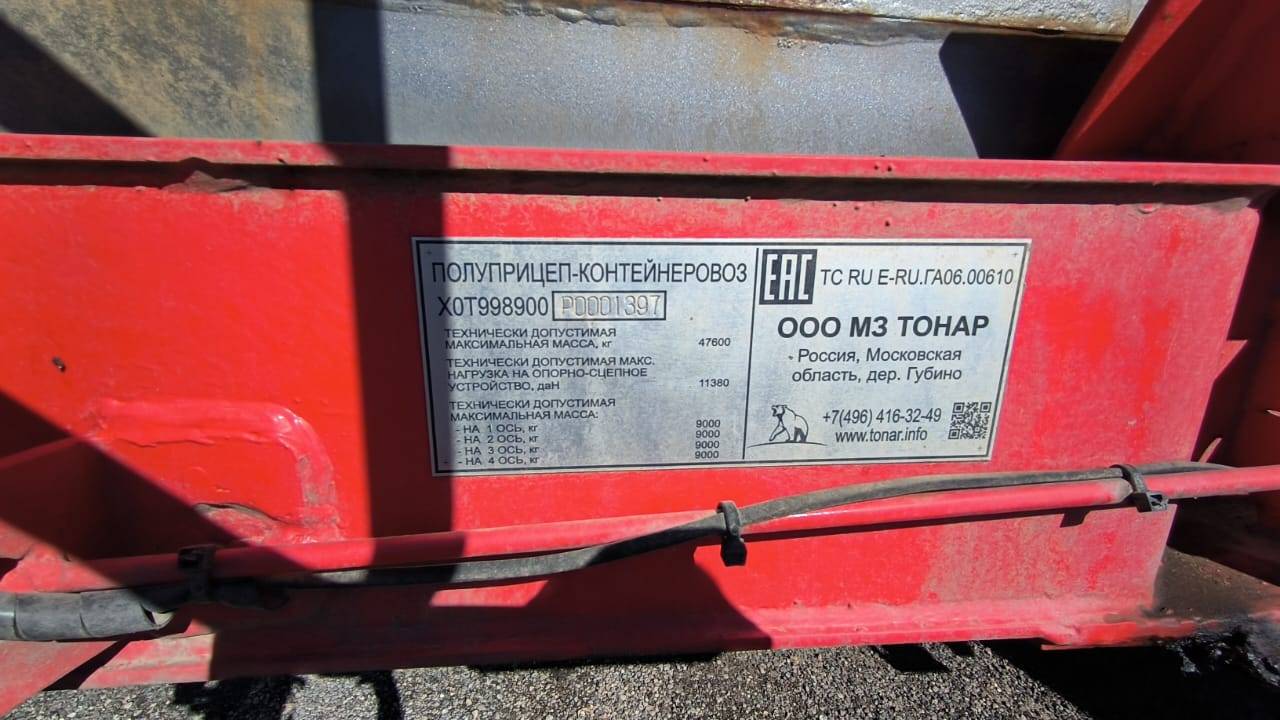 ПОЛУПРИЦЕП-КОНТЕЙНЕРОВОЗ
X0T998900 P0001397
ТЕХНИЧЕСКИ ДОПУСТИМАЯ
МАКСИМАЛЬНАЯ МАССА, кг 47600
ТЕХНИЧЕСКИ ДОПУСТИМАЯ МАКС.
НАГРУЗКА НА ОПОРНО-СЦЕПНОЕ
УСТРОЙСТВО, даН 11380
ТЕХНИЧЕСКИ ДОПУСТИМАЯ
МАКСИМАЛЬНАЯ МАССА:
- НА 1 ОСЬ, кг 9000
- НА 2 ОСЬ, кг 9000
- НА 3 ОСЬ, кг 9000
- НА 4 ОСЬ, кг 9000
EAC ТС RU E-RU.ГА06.00610
ООО МЗ ТОНАР
Россия, Московская
область, дер. Губино
+7(496) 416-32-49
www.tonar.info